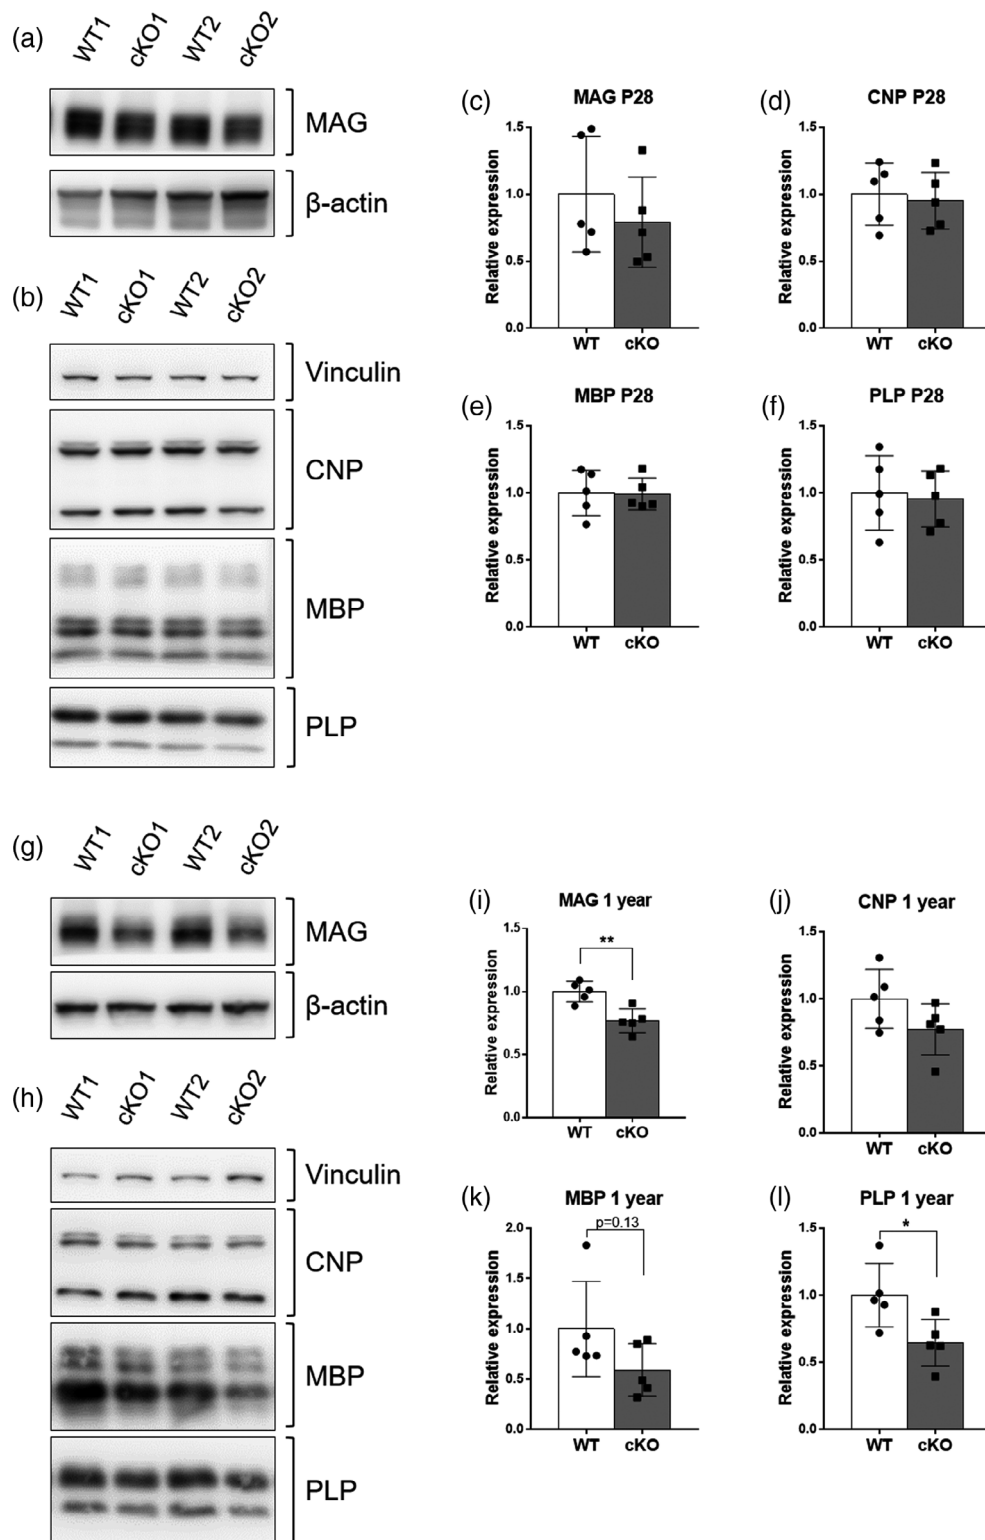 (a)
WT1 cKO1 WT2 cKO2
MAG
β-actin
(b)
WT1 cKO1 WT2 cKO2
Vinculin
CNP
MBP
PLP
(c)
MAG P28
Relative expression
1.5
1.0
0.5
0.0
WT cKO
(d)
CNP P28
Relative expression
1.5
1.0
0.5
0.0
WT cKO
(e)
MBP P28
Relative expression
1.5
1.0
0.5
0.0
WT cKO
(f)
PLP P28
Relative expression
1.5
1.0
0.5
0.0
WT cKO
(g)
WT1 cKO1 WT2 cKO2
MAG
β-actin
(h)
WT1 cKO1 WT2 cKO2
Vinculin
CNP
MBP
PLP
(i)
MAG 1 year
Relative expression
1.5
1.0
0.5
0.0
**
WT cKO
(j)
CNP 1 year
Relative expression
1.5
1.0
0.5
0.0
WT cKO
(k)
MBP 1 year
Relative expression
2.0
1.5
1.0
0.5
0.0
p=0.13
WT cKO
(l)
PLP 1 year
Relative expression
1.5
1.0
0.5
0.0
*
WT cKO